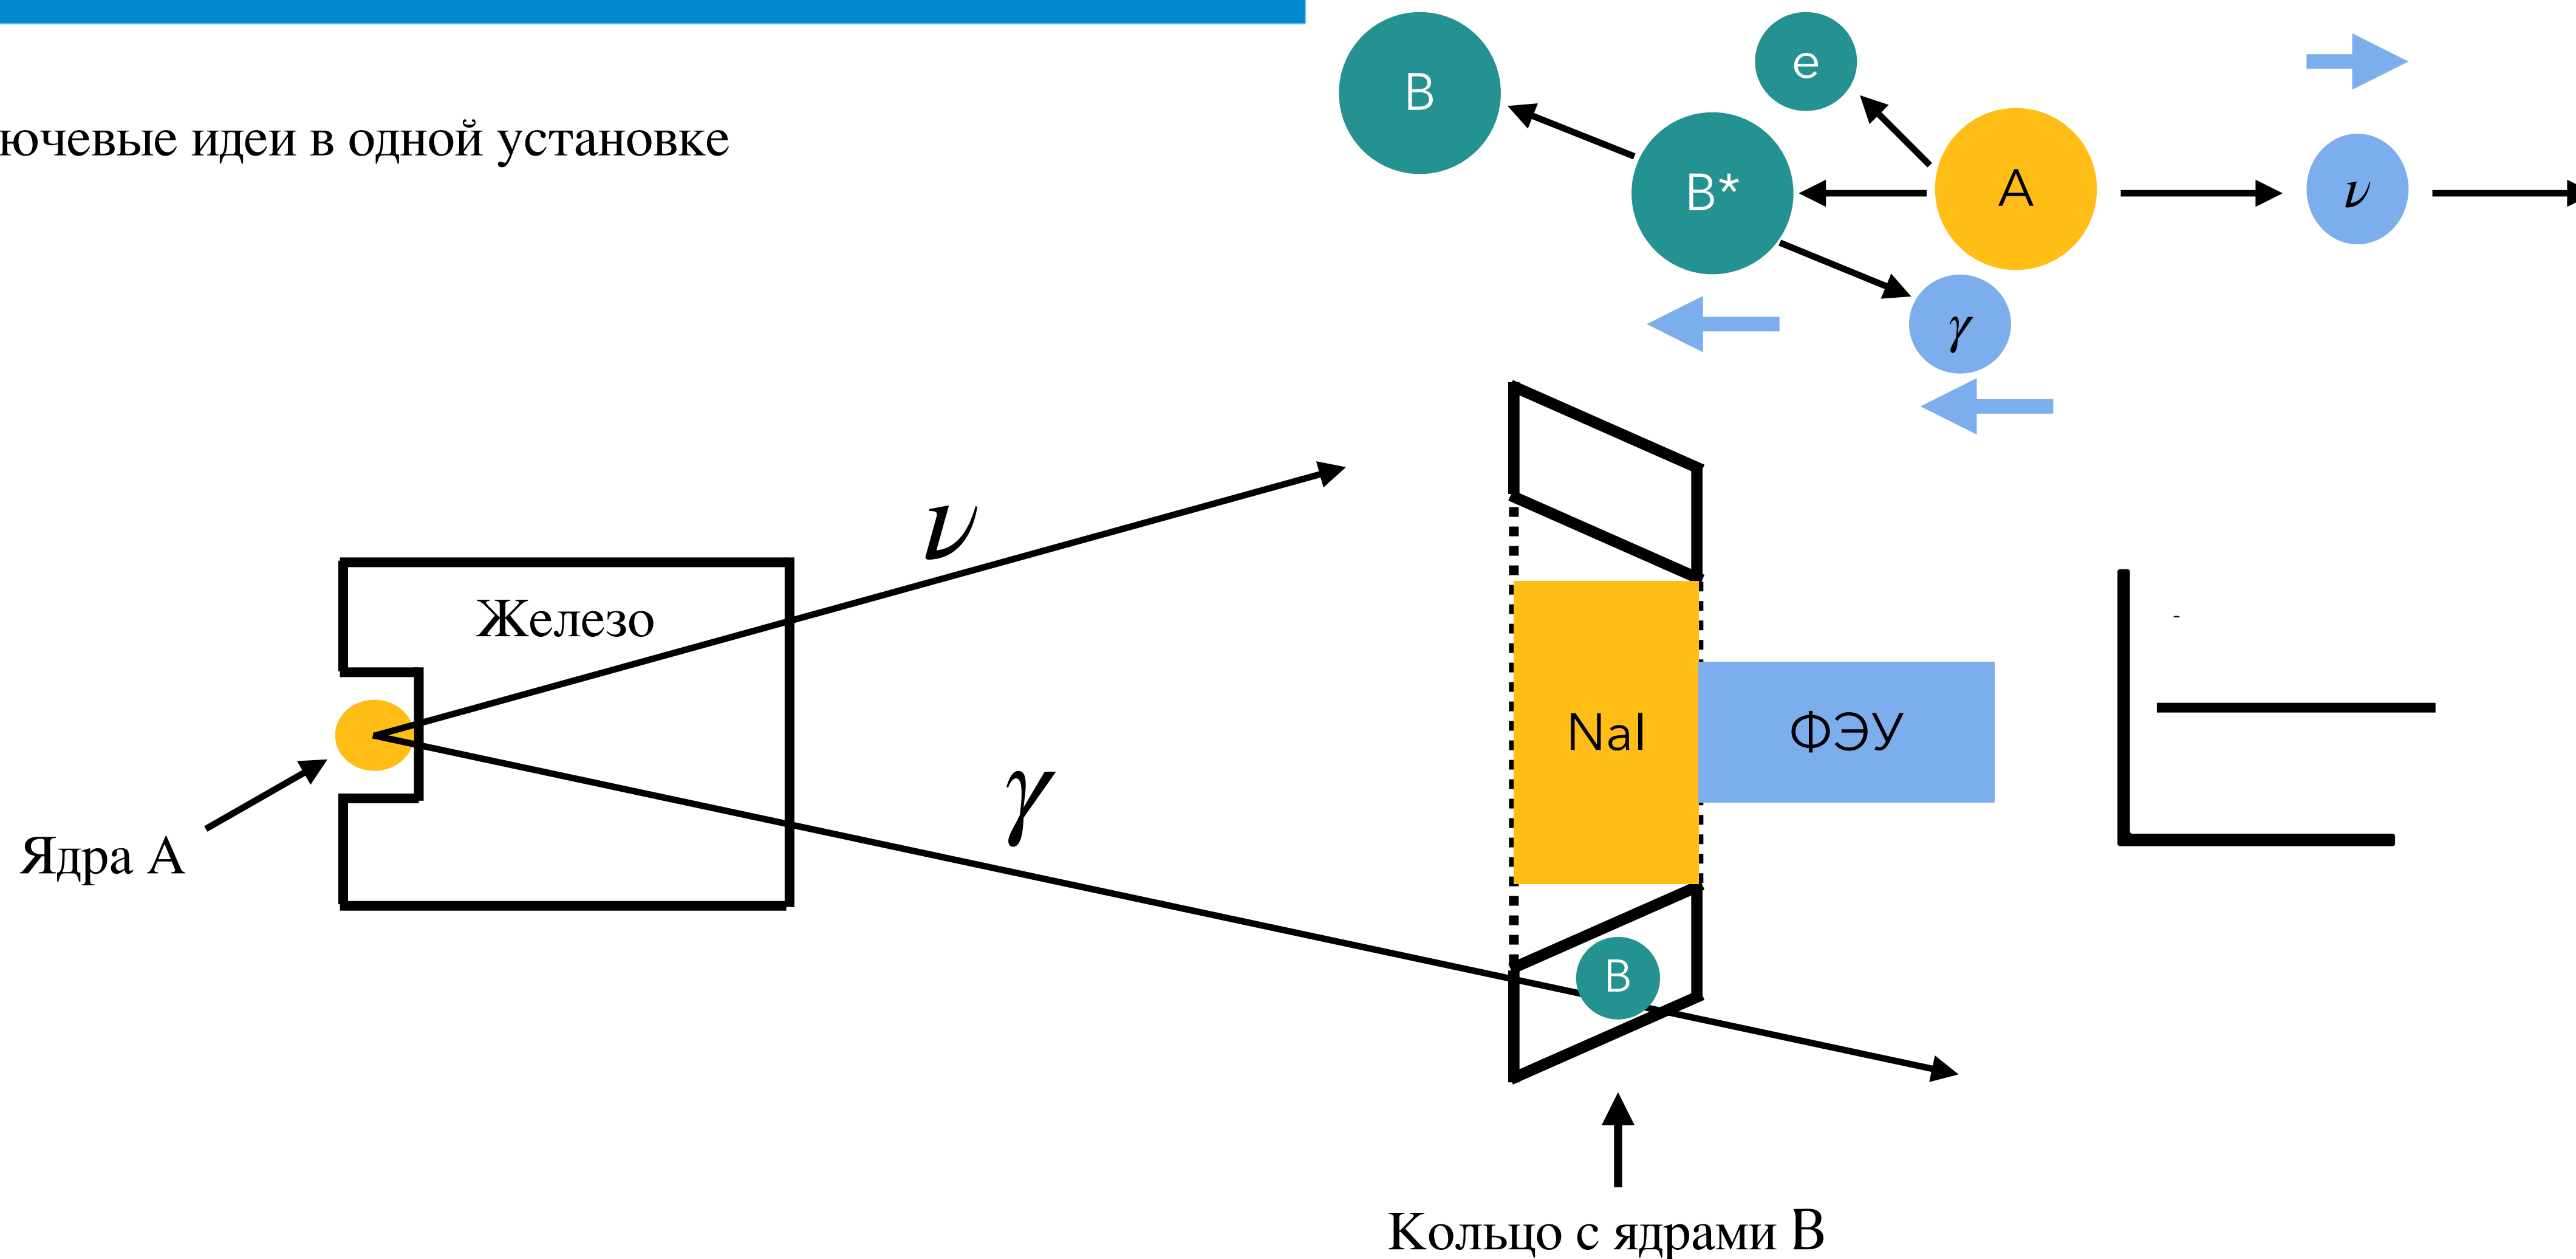 ючевые идеи в одной установке
B
e
B*
A
ν
γ
ν
Железо
γ
NaI
ФЭУ
Ядра A
B
Кольцо с ядрами B